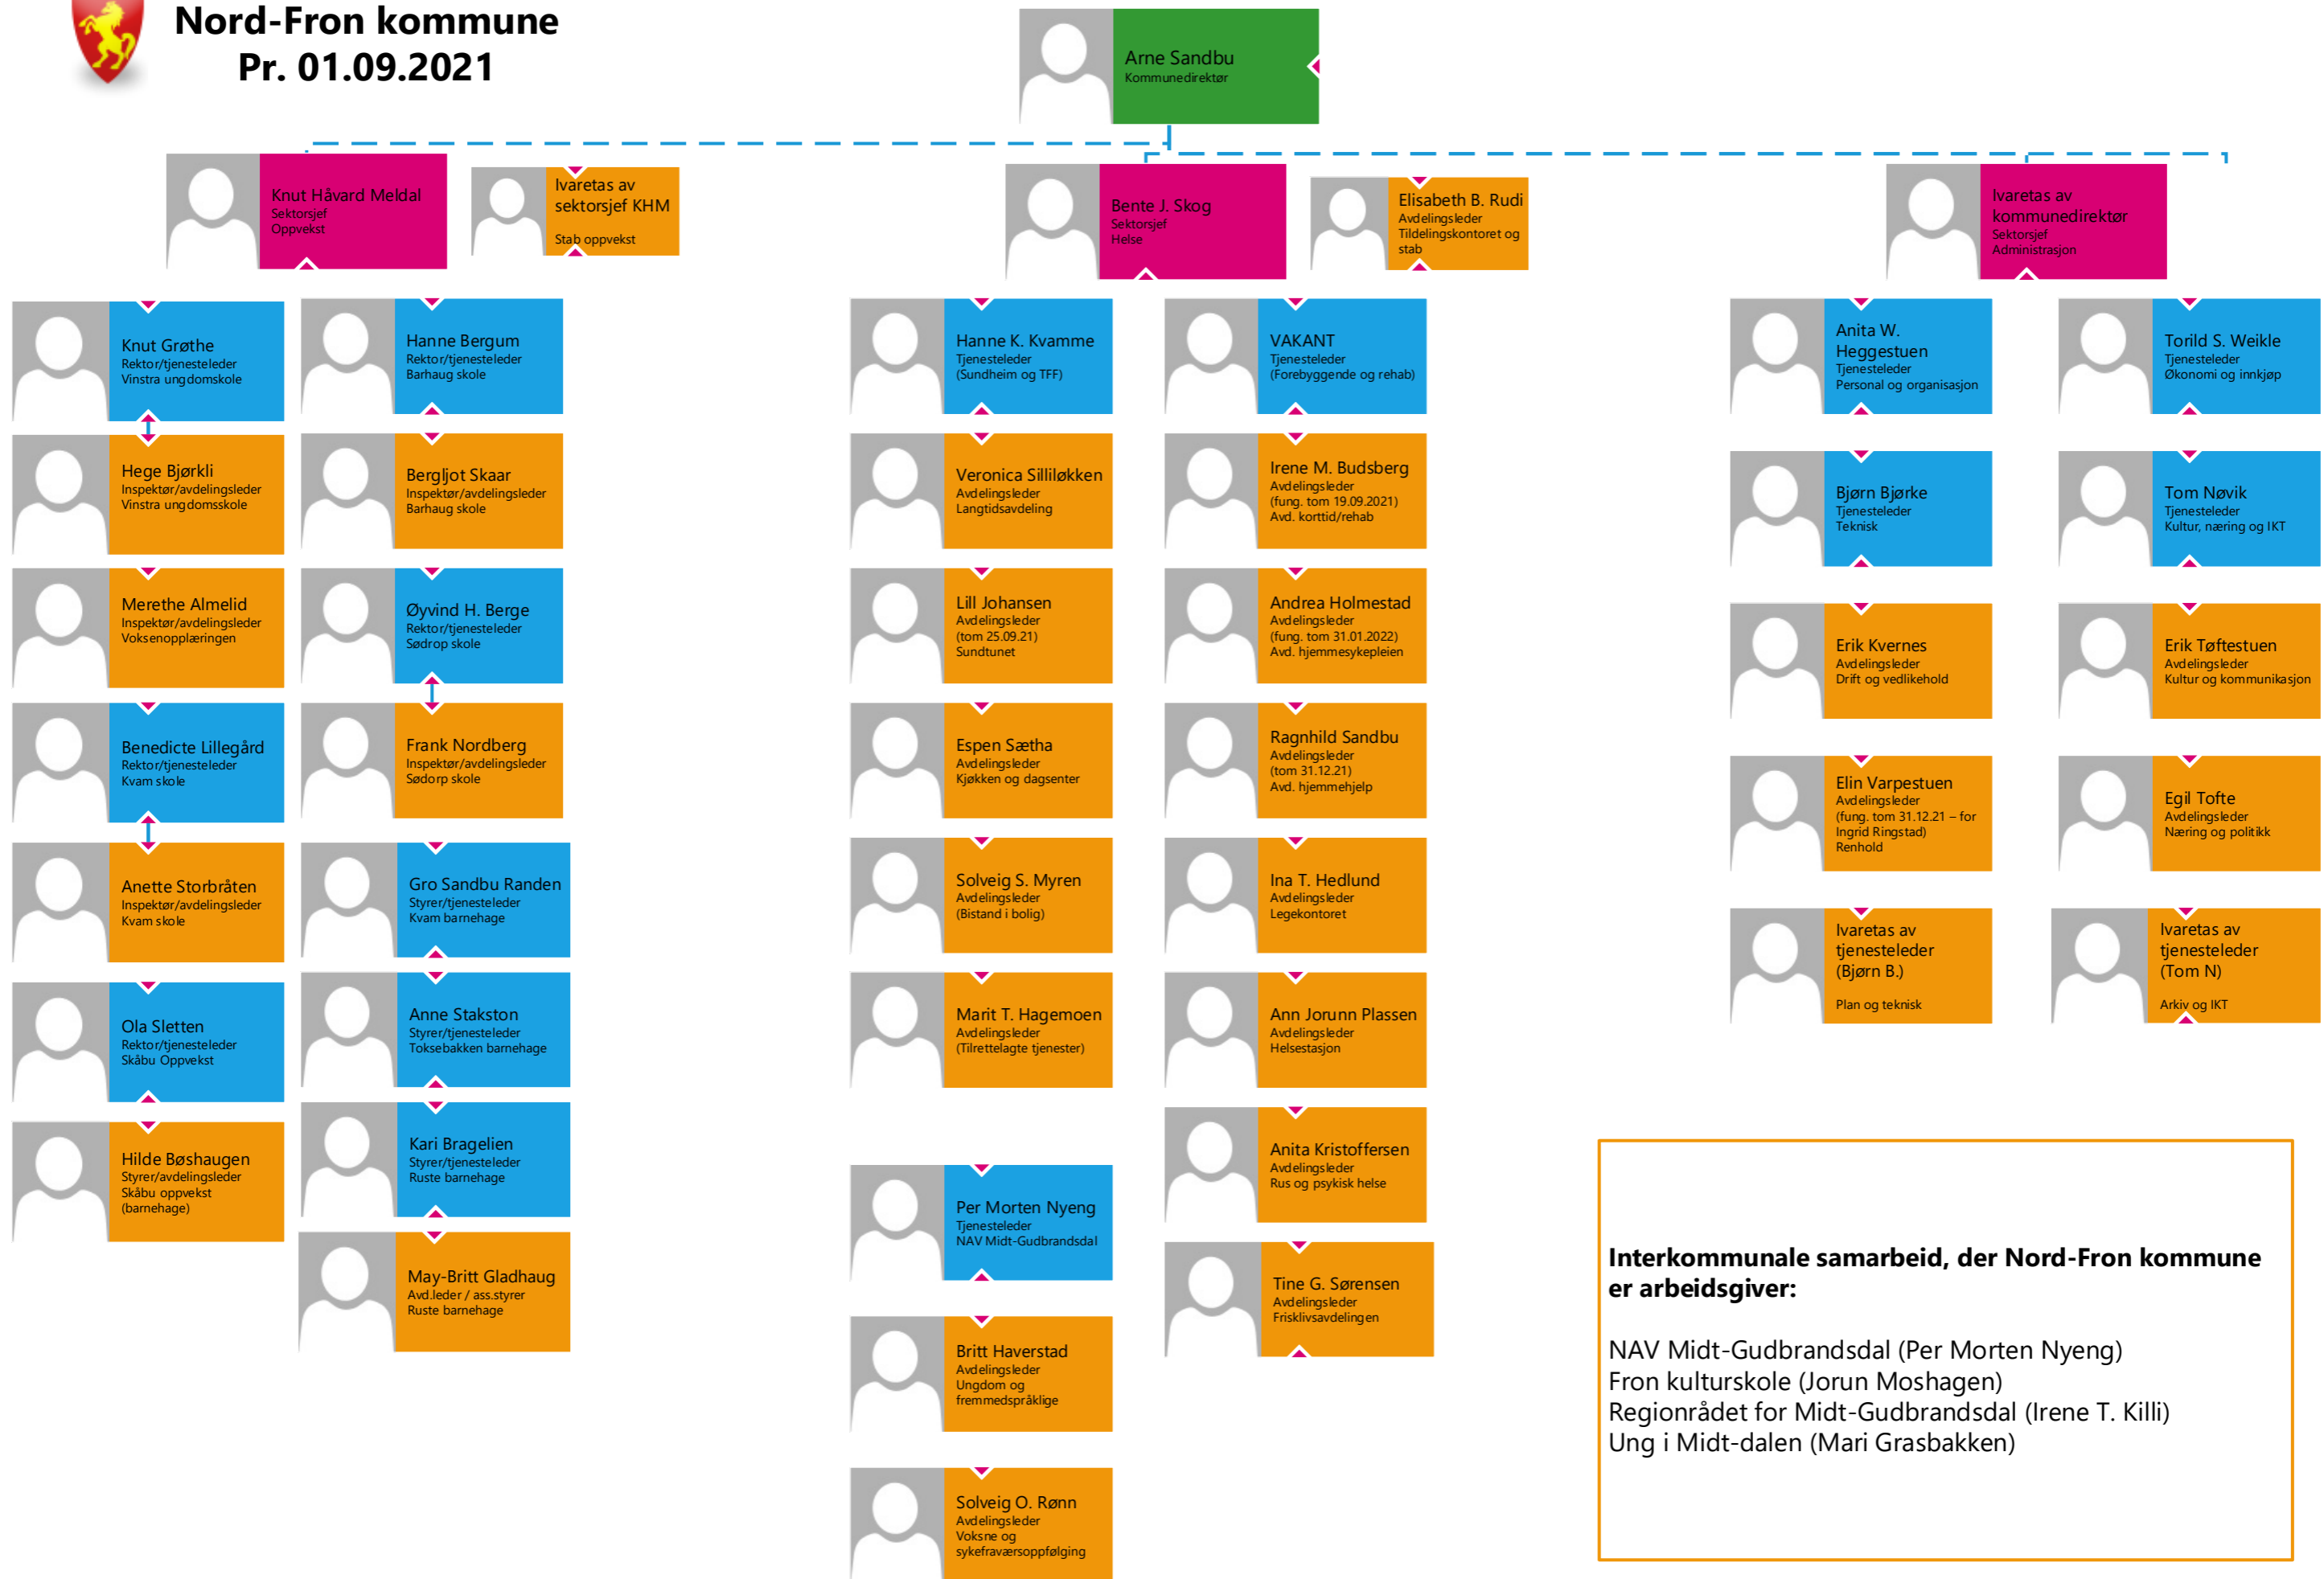 Nord-Fron kommune
Pr. 01.09.2021
Arne Sandbu
Kommunedirektør
Knut Håvard Meldal
Sektorsjef
Oppvekst
Ivaretas av
sektorsjef KHM
Stab oppvekst
Bente J. Skog
Sektorsjef
Helse
Elisabeth B. Rudi
Avdelingsleder
Tildelingskontoret og
stab
Ivaretas av
kommunedirektør
Sektorsjef
Administrasjon
Knut Grøthe
Rektor/tjenesteleder
Vinstra ungdomskole
Hege Bjørkli
Inspektør/avdelingsleder
Vinstra ungdomsskole
Merethe Almelid
Inspektør/avdelingsleder
Voksenopplæringen
Benedicte Lillegård
Rektor/tjenesteleder
Kvam skole
Anette Storbråten
Inspektør/avdelingsleder
Kvam skole
Ola Sletten
Rektor/tjenesteleder
Skåbu Oppvekst
Hilde Bøshaugen
Styrer/avdelingsleder
Skåbu oppvekst
(barnehage)
Hanne Bergum
Rektor/tjenesteleder
Barhaug skole
Bergljot Skaar
Inspektør/avdelingsleder
Barhaug skole
Øyvind H. Berge
Rektor/tjenesteleder
Sødrop skole
Frank Nordberg
Inspektør/avdelingsleder
Sødorp skole
Gro Sandbu Randen
Styrer/tjenesteleder
Kvam barnehage
Anne Stakston
Styrer/tjenesteleder
Toksebakken barnehage
Kari Bragelien
Styrer/tjenesteleder
Ruste barnehage
May-Britt Gladhaug
Avd.leder / ass.styrer
Ruste barnehage
Hanne K. Kvamme
Tjenesteleder
(Sundheim og TFF)
Veronica Silliløkken
Avdelingsleder
Langtidsavdeling
Lill Johansen
Avdelingsleder
(tom 25.09.21)
Sundtunet
Espen Sætha
Avdelingsleder
Kjøkken og dagsenter
Solveig S. Myren
Avdelingsleder
(Bistand i bolig)
Marit T. Hagemoen
Avdelingsleder
(Tilrettelagte tjenester)
Per Morten Nyeng
Tjenesteleder
NAV Midt-Gudbrandsdal
Britt Haverstad
Avdelingsleder
Ungdom og
fremmedspråklige
Solveig O. Rønn
Avdelingsleder
Voksne og
sykefraværsoppfølging
VAKANT
Tjenesteleder
(Forebyggende og rehab)
Irene M. Budsberg
Avdelingsleder
(fung. tom 19.09.2021)
Avd. korttid/rehab
Andrea Holmestad
Avdelingsleder
(fung. tom 31.01.2022)
Avd. hjemmesykepleien
Ragnhild Sandbu
Avdelingsleder
(tom 31.12.21)
Avd. hjemmehjelp
Ina T. Hedlund
Avdelingsleder
Legekontoret
Ann Jorunn Plassen
Avdelingsleder
Helsestasjon
Anita Kristoffersen
Avdelingsleder
Rus og psykisk helse
Tine G. Sørensen
Avdelingsleder
Frisklivsavdelingen
Anita W.
Heggestuen
Tjenesteleder
Personal og organisasjon
Bjørn Bjørke
Tjenesteleder
Teknisk
Erik Kvernes
Avdelingsleder
Drift og vedlikehold
Elin Varpestuen
Avdelingsleder
(fung. tom 31.12.21 – for
Ingrid Ringstad)
Renhold
Ivaretas av
tjenesteleder
(Bjørn B.)
Plan og teknisk
Torild S. Weikle
Tjenesteleder
Økonomi og innkjøp
Tom Nøvik
Tjenesteleder
Kultur, næring og IKT
Erik Tøftestuen
Avdelingsleder
Kultur og kommunikasjon
Egil Tofte
Avdelingsleder
Næring og politikk
Ivaretas av
tjenesteleder
(Tom N)
Arkiv og IKT
Interkommunale samarbeid, der Nord-Fron kommune
er arbeidsgiver:
NAV Midt-Gudbrandsdal (Per Morten Nyeng)
Fron kulturskole (Jorun Moshagen)
Regionrådet for Midt-Gudbrandsdal (Irene T. Killi)
Ung i Midt-dalen (Mari Grasbakken)